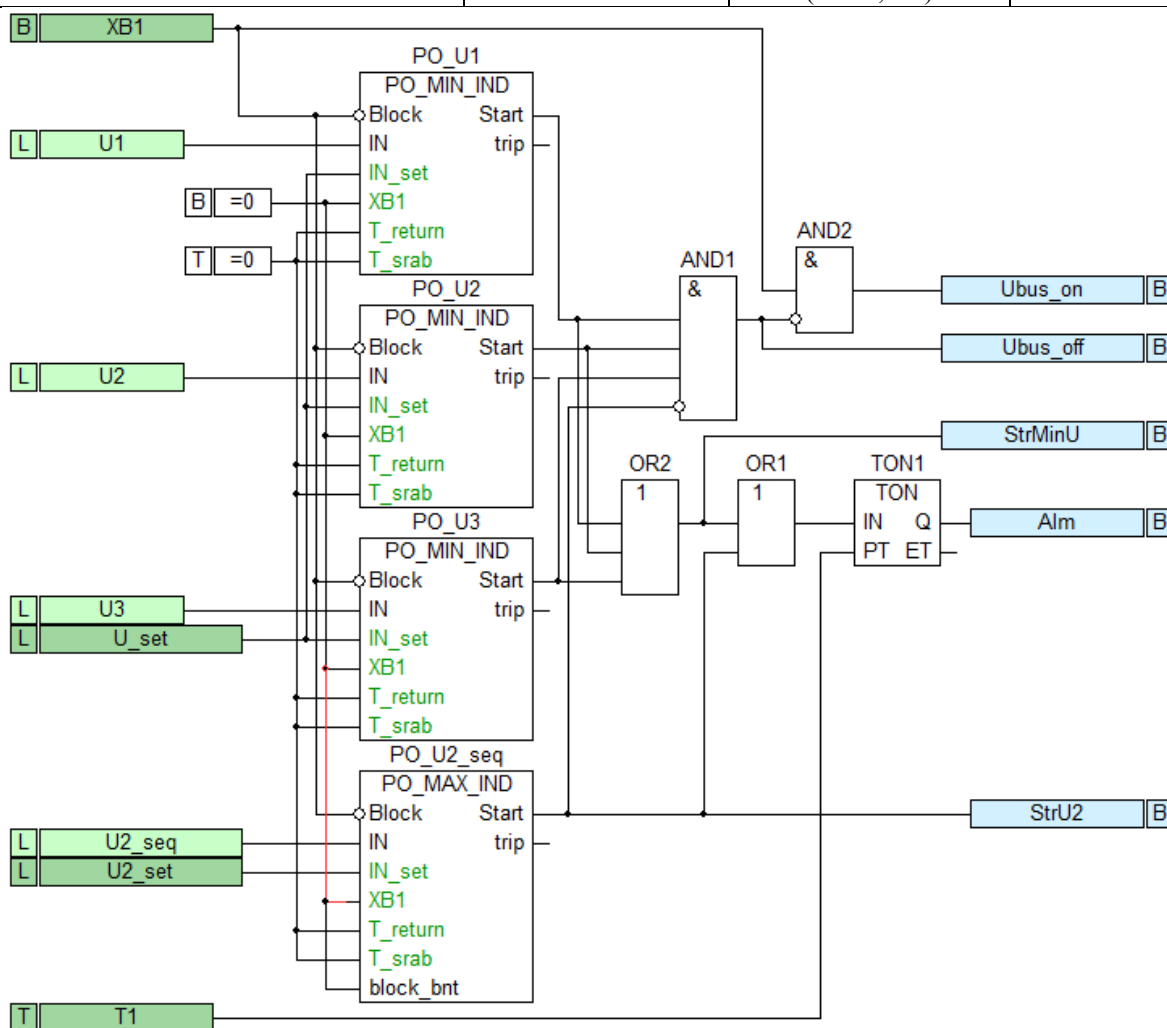 B XB1
PO_U1
PO_MIN_IND
Block Start
L U1
IN trip
IN_set
B =0
XB1
T_return
T =0
T_srab
PO_U2
PO_MIN_IND
Block Start
L U2
IN trip
IN_set
XB1
T_return
T_srab
PO_U3
PO_MIN_IND
Block Start
L U3
IN trip
L U_set
IN_set
XB1
T_return
T_srab
PO_U2_seq
PO_MAX_IND
Block Start
L U2_seq
IN trip
L U2_set
IN_set
XB1
T_return
T_srab
block_bnt
T T1
AND1
&
AND2
&
OR2
1
OR1
1
TON1
TON
IN Q
PT ET
Ubus_on B
Ubus_off B
StrMinU B
Alm B
StrU2 B